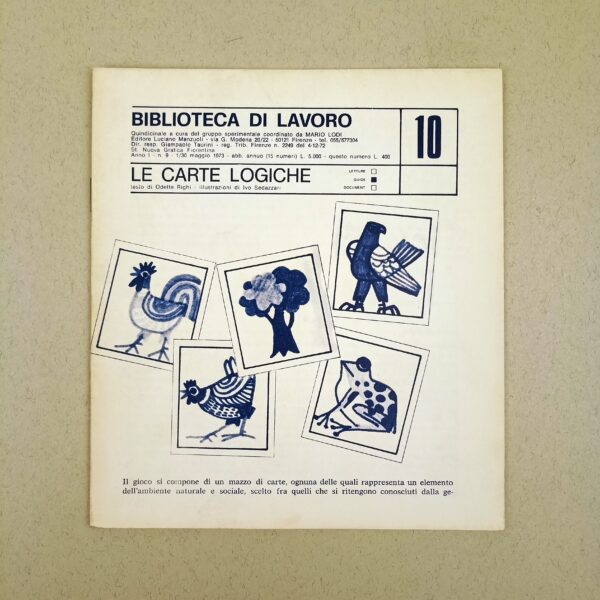 BIBLIOTECA DI LAVORO
10
Quindicinale a cura del gruppo sperimentale coordinato da MARIO LODI
Editore Luciano Manzuoli - via G. Modena 20/22 - 50121 Firenze - tel. 055/577304
Dir. resp. Giampaolo Taurini - reg. Trib. Firenze n. 2249 del 4-12-72
St. Nuova Grafica Fiorentina
Anno I - n. 9 - 1/30 maggio 1973 - abb. annuo (15 numeri) L. 5.000 - questo numero L. 400
LE CARTE LOGICHE
LETTURE
GUIDE
DOCUMENTI
testo di Odette Righi - illustrazioni di Ivo Sedazzari
Il gioco si compone di un mazzo di carte, ognuna delle quali rappresenta un elemento
dell'ambiente naturale e sociale, scelto fra quelli che si ritengono conosciuti dalla ge-